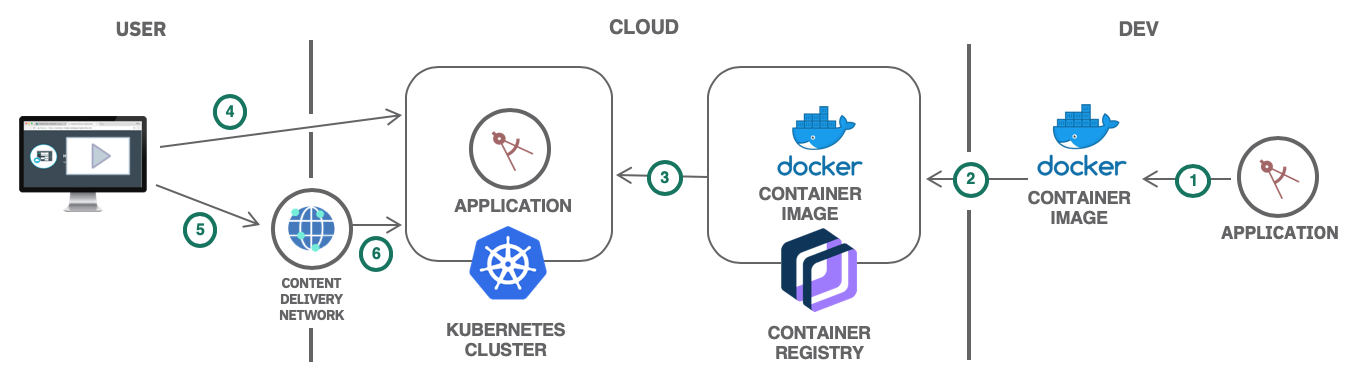 USER
CLOUD
DEV
4
5
6
CONTENT
DELIVERY
NETWORK
APPLICATION
KUBERNETES
CLUSTER
3
docker
CONTAINER
IMAGE
CONTAINER
REGISTRY
2
docker
CONTAINER
IMAGE
1
APPLICATION